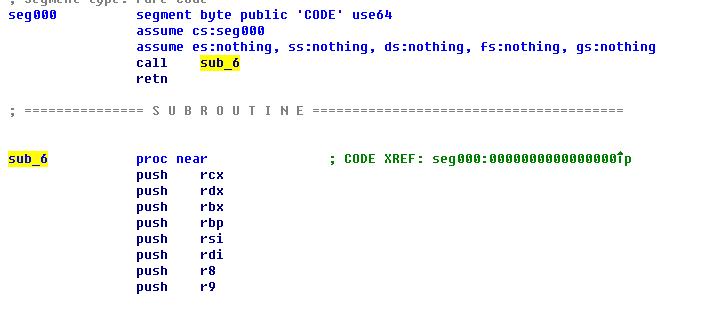 ; Segment type: Pure code
seg000 segment byte public 'CODE' use64
assume cs:seg000
assume es:nothing, ss:nothing, ds:nothing, fs:nothing, gs:nothing
call sub_6
retn
; =============== S U B R O U T I N E =======================================
sub_6 proc near ; CODE XREF: seg000:0000000000000000↑p
push rcx
push rdx
push rbx
push rbp
push rsi
push rdi
push r8
push r9